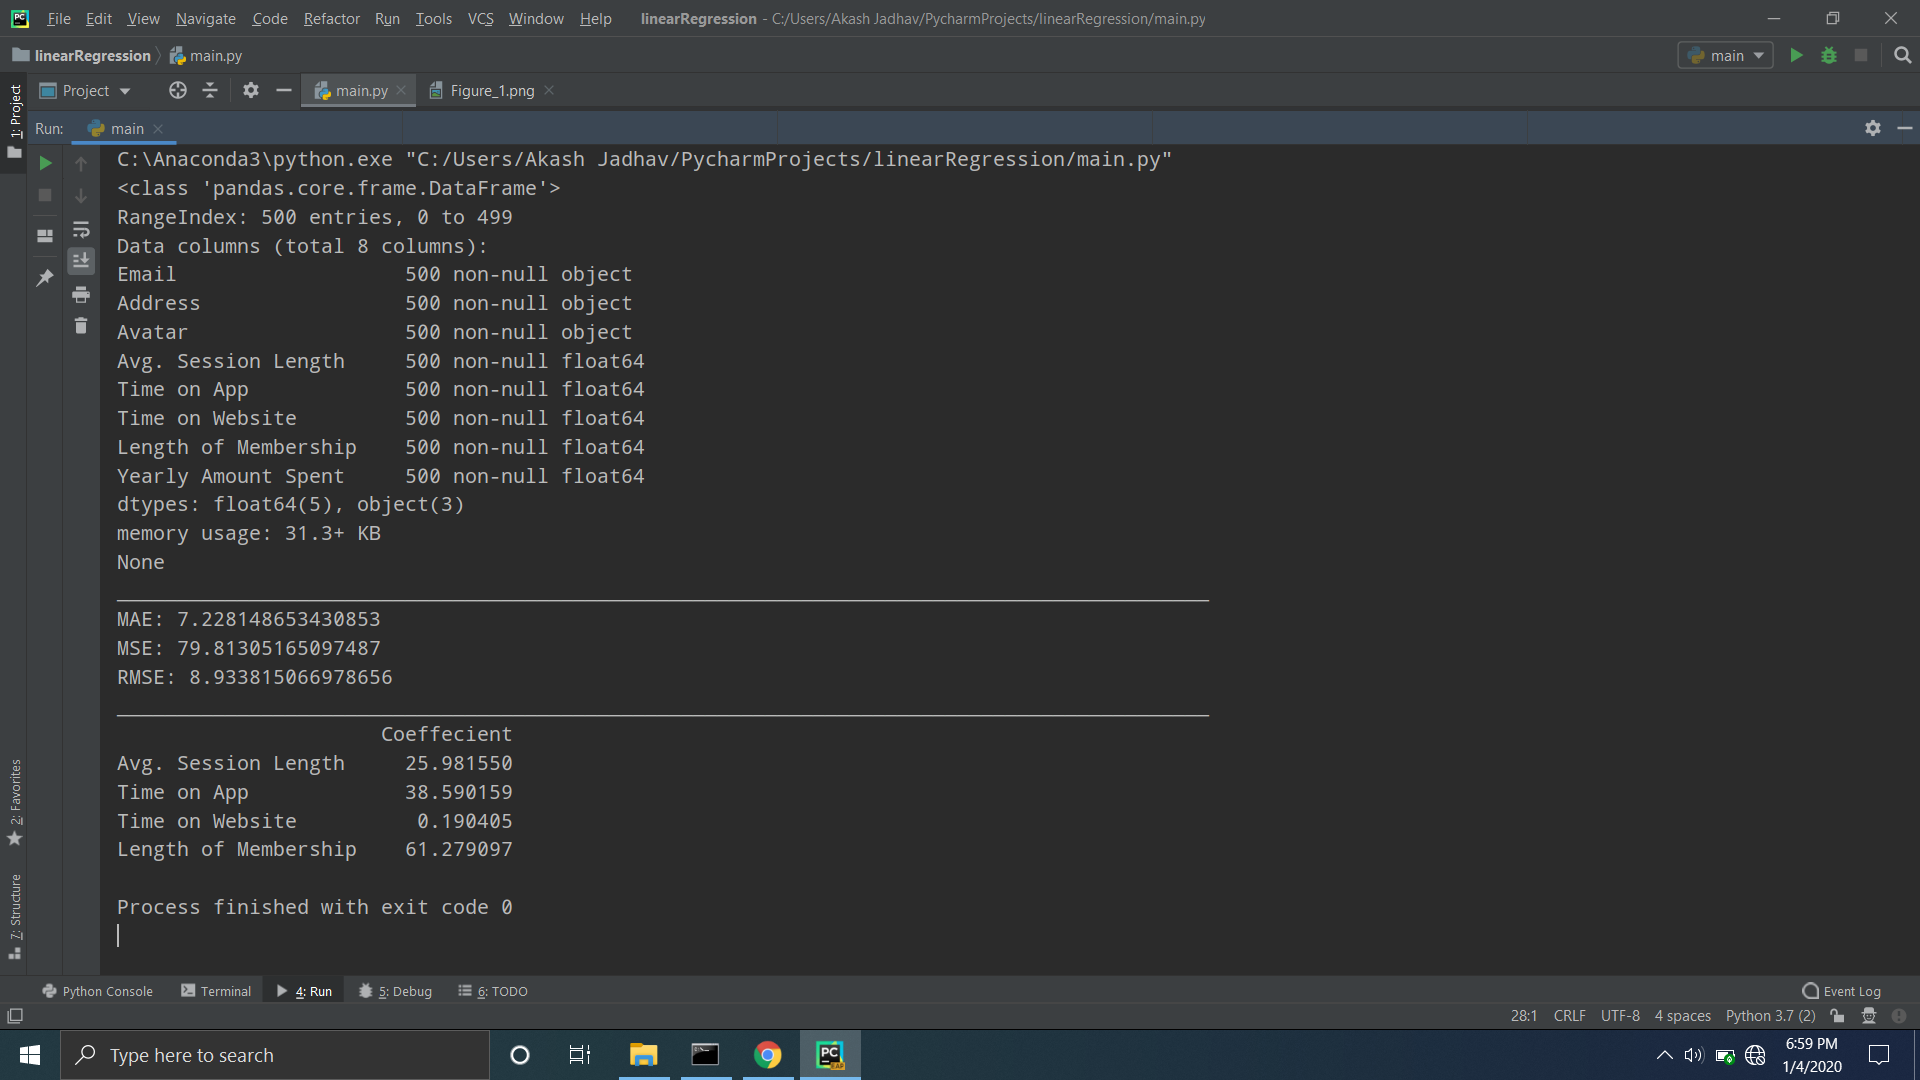 File Edit View Navigate Code Refactor Run Tools VCS Window Help linearRegression - C:/Users/Akash Jadhav/PycharmProjects/linearRegression/main.py
linearRegression main.py main
1: Project
Project main.py Figure_1.png
Run: main
C:\Anaconda3\python.exe "C:/Users/Akash Jadhav/PycharmProjects/linearRegression/main.py"
<class 'pandas.core.frame.DataFrame'>
RangeIndex: 500 entries, 0 to 499
Data columns (total 8 columns):
Email 500 non-null object
Address 500 non-null object
Avatar 500 non-null object
Avg. Session Length 500 non-null float64
Time on App 500 non-null float64
Time on Website 500 non-null float64
Length of Membership 500 non-null float64
Yearly Amount Spent 500 non-null float64
dtypes: float64(5), object(3)
memory usage: 31.3+ KB
None
MAE: 7.228148653430853
MSE: 79.81305165097487
RMSE: 8.933815066978656
Coeffecient
Avg. Session Length 25.981550
Time on App 38.590159
Time on Website 0.190405
Length of Membership 61.279097
Process finished with exit code 0
2: Favorites
7: Structure
Python Console Terminal 4: Run 5: Debug 6: TODO Event Log
28:1 CRLF UTF-8 4 spaces Python 3.7 (2)
Type here to search
PC
EAP
6:59 PM
1/4/2020